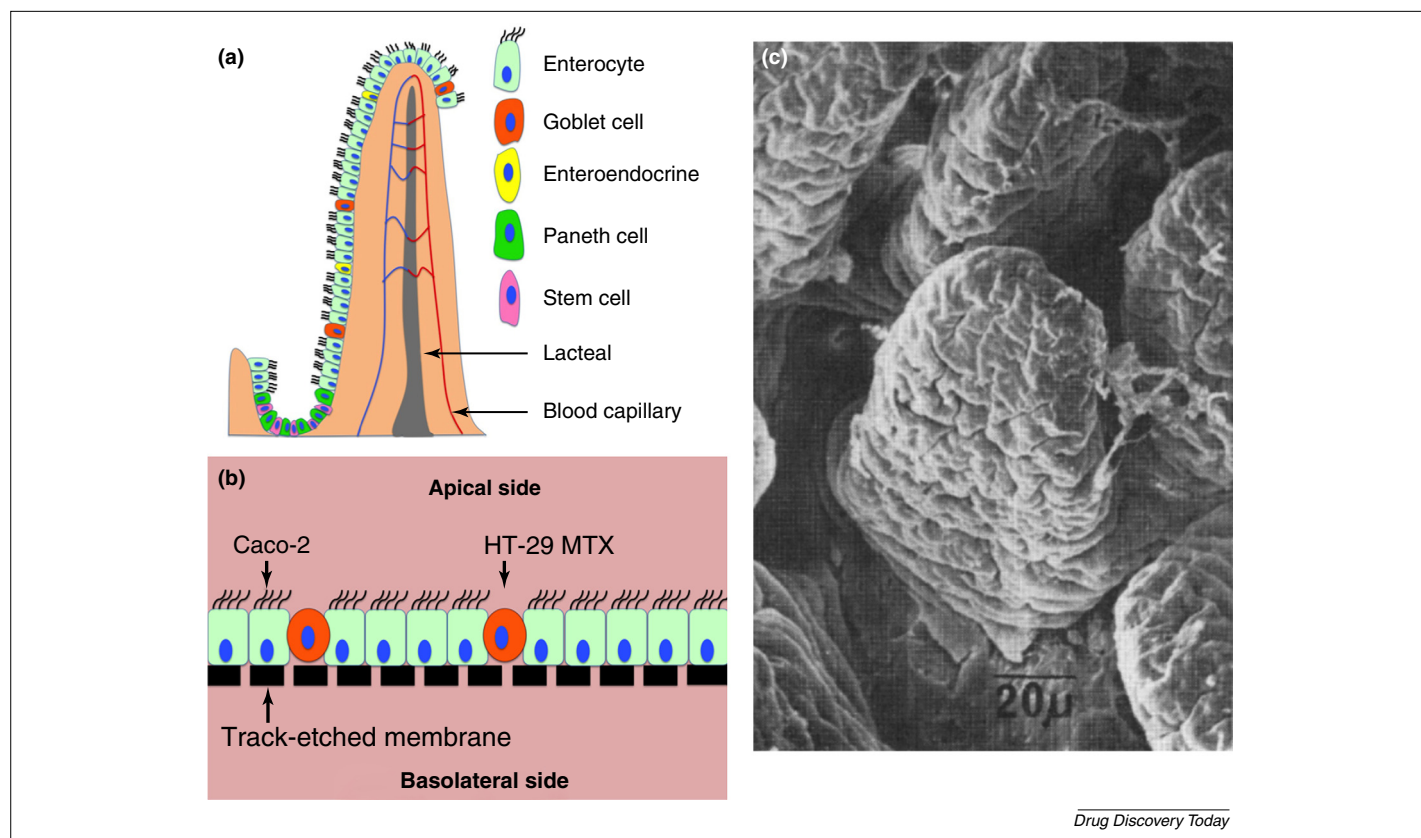 (a)
Enterocyte
Goblet cell
Enteroendocrine
Paneth cell
Stem cell
Lacteal
Blood capillary
(b)
Apical side
Caco-2
HT-29 MTX
Track-etched membrane
Basolateral side
(c)
20µ
Drug Discovery Today